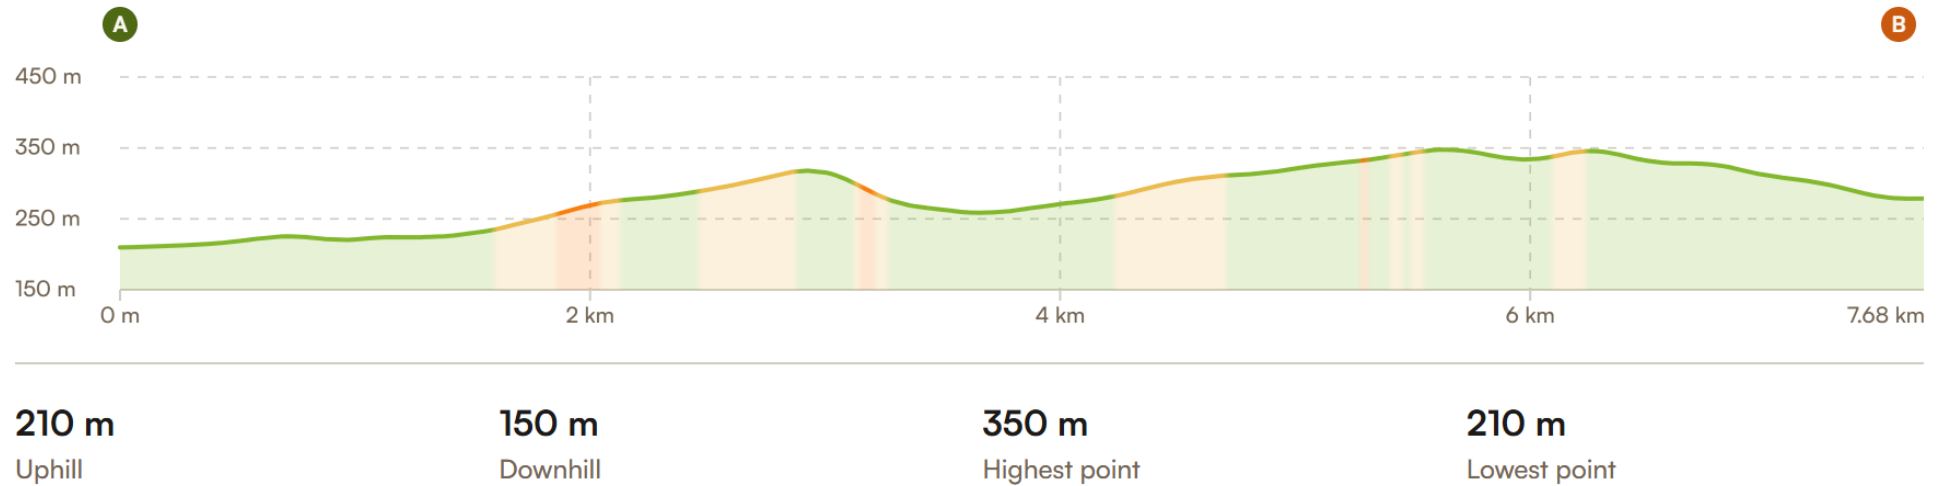 A B
450 m
350 m
250 m
150 m
0 m 2 km 4 km 6 km 7.68 km
210 m 150 m 350 m 210 m
Uphill Downhill Highest point Lowest point